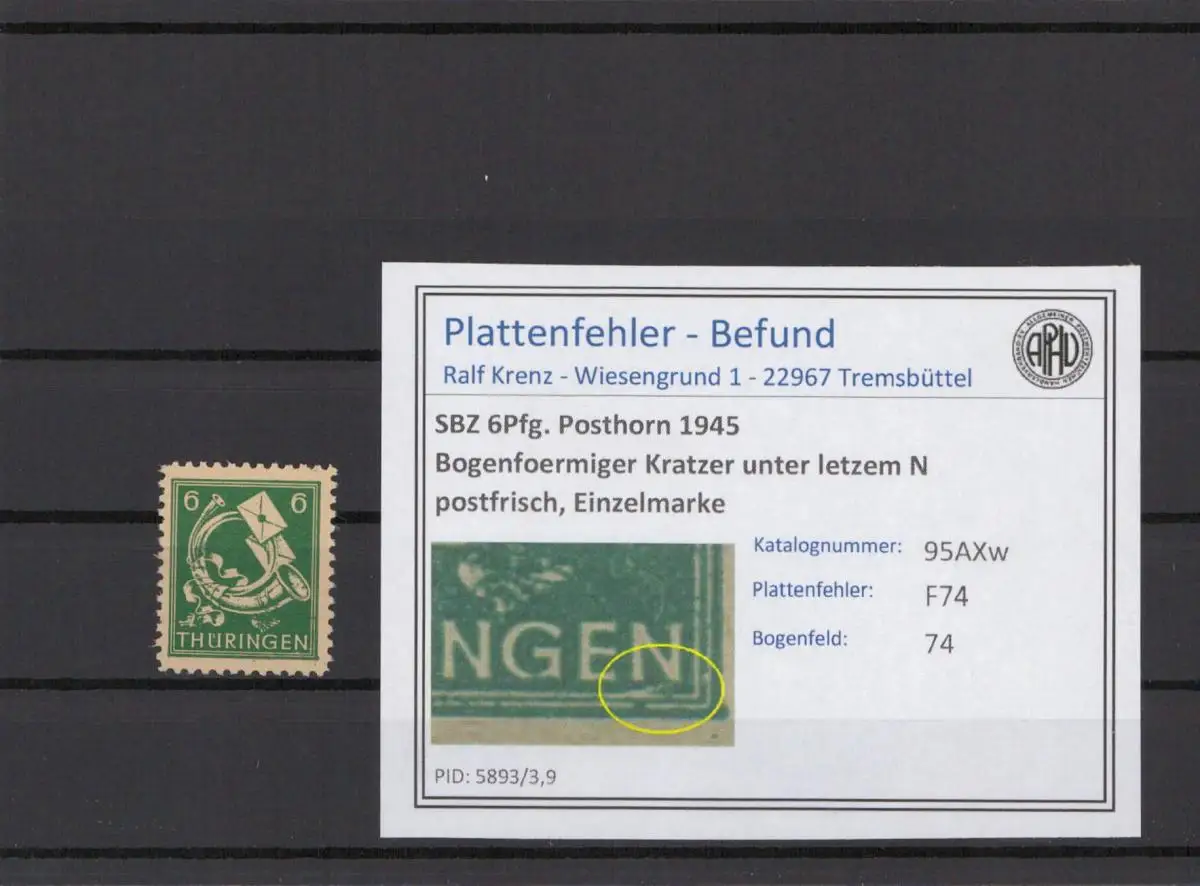 6 6
THÜRINGEN
Plattenfehler - Befund
Ralf Krenz - Wiesengrund 1 - 22967 Tremsbüttel
APHV
SBZ 6Pfg. Posthorn 1945
Bogenfoermiger Kratzer unter letzem N
postfrisch, Einzelmarke
NGEN
Katalognummer: 95AXw
Plattenfehler: F74
Bogenfeld: 74
PID: 5893/3,9